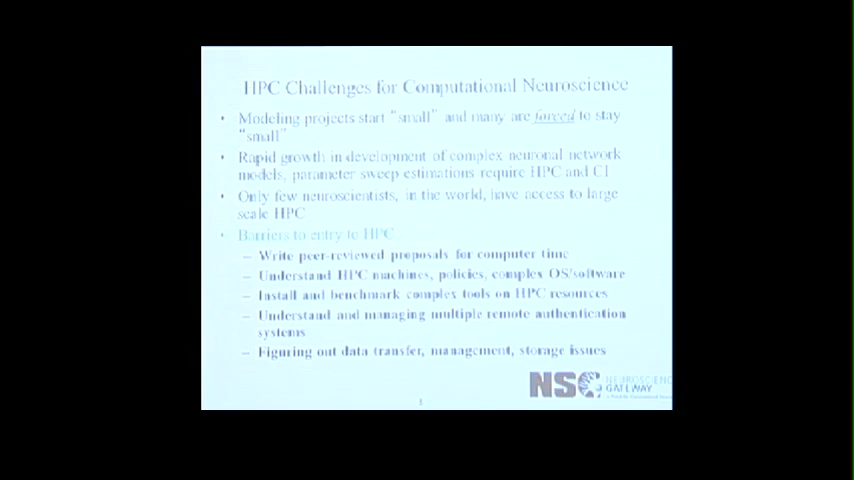 HPC Challenges for Computational Neuroscience
• Modeling projects start “small” and many are forced to stay
“small”
• Rapid growth in development of complex neuronal network
models, parameter sweep estimations require HPC and CI
• Only few neuroscientists, in the world, have access to large
scale HPC
• Barriers to entry to HPC
– Write peer-reviewed proposals for computer time
– Understand HPC machines, policies, complex OS/software
– Install and benchmark complex tools on HPC resources
– Understand and managing multiple remote authentication
systems
– Figuring out data transfer, management, storage issues
NSG
NEUROSCIENC
GATEWAY